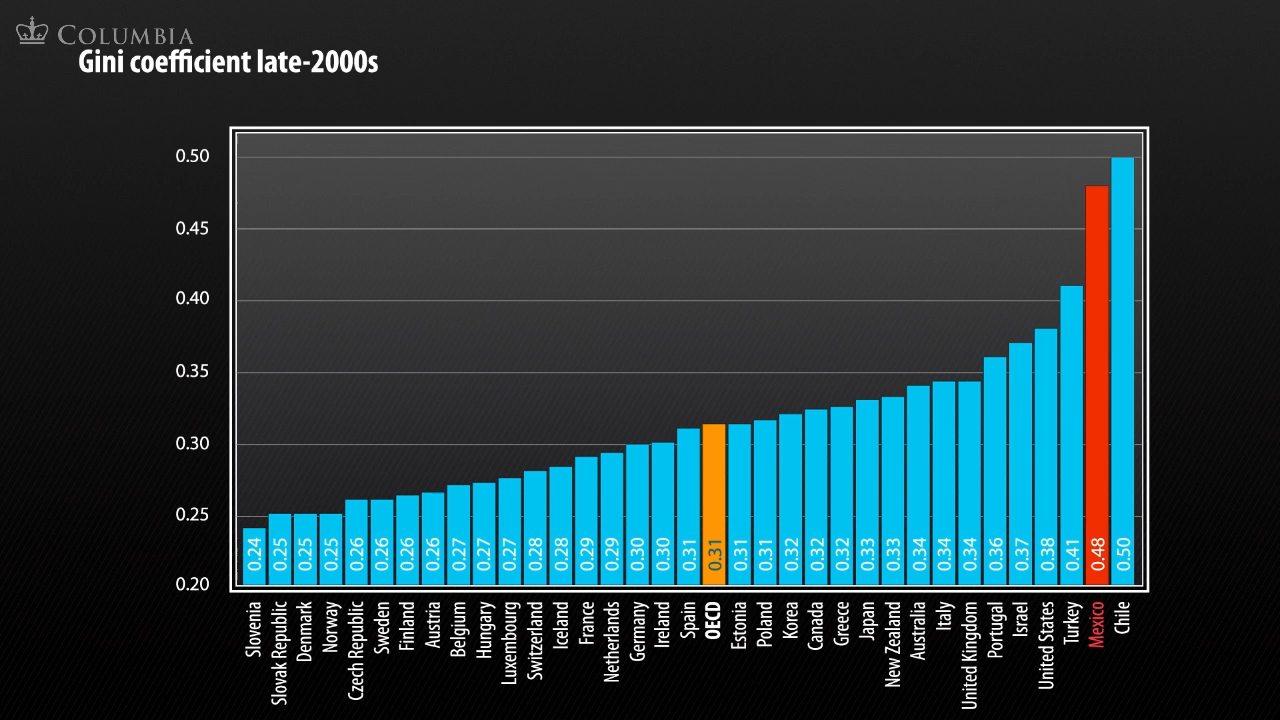 COLUMBIA
Gini coefficient late-2000s
0.50
0.45
0.40
0.35
0.30
0.25
0.20
0.24
0.25
0.25
0.25
0.26
0.26
0.26
0.26
0.27
0.27
0.27
0.28
0.28
0.29
0.29
0.30
0.30
0.31
0.31
0.31
0.31
0.32
0.32
0.32
0.33
0.33
0.34
0.34
0.34
0.36
0.37
0.38
0.41
0.48
0.50
Slovenia
Slovak Republic
Denmark
Norway
Czech Republic
Sweden
Finland
Austria
Belgium
Hungary
Luxembourg
Switzerland
Iceland
France
Netherlands
Germany
Ireland
Spain
OECD
Estonia
Poland
Korea
Canada
Greece
Japan
New Zealand
Australia
Italy
United Kingdom
Portugal
Israel
United States
Turkey
Mexico
Chile